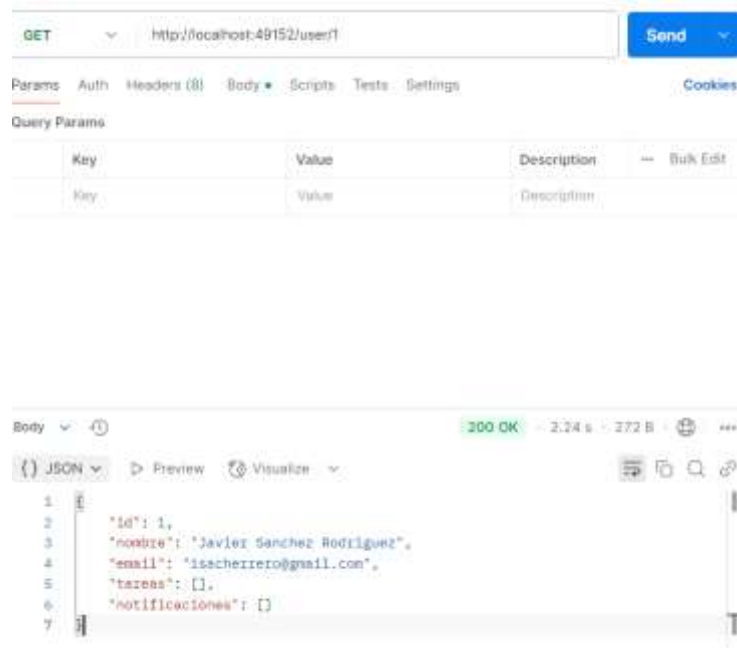 GET http://localhost:49152/user/1 Send
Params Auth Headers (8) Body Scripts Tests Settings Cookies
Query Params
Key Value Description Bulk Edit
Key Value Description
Body 200 OK 2.24 s 272 B
{} JSON Preview Visualize
1 {
2 "id": 1,
3 "nombre": "Javier Sanchez Rodriguez",
4 "email": "isacherrero@gmail.com",
5 "tareas": [],
6 "notificaciones": []
7 }